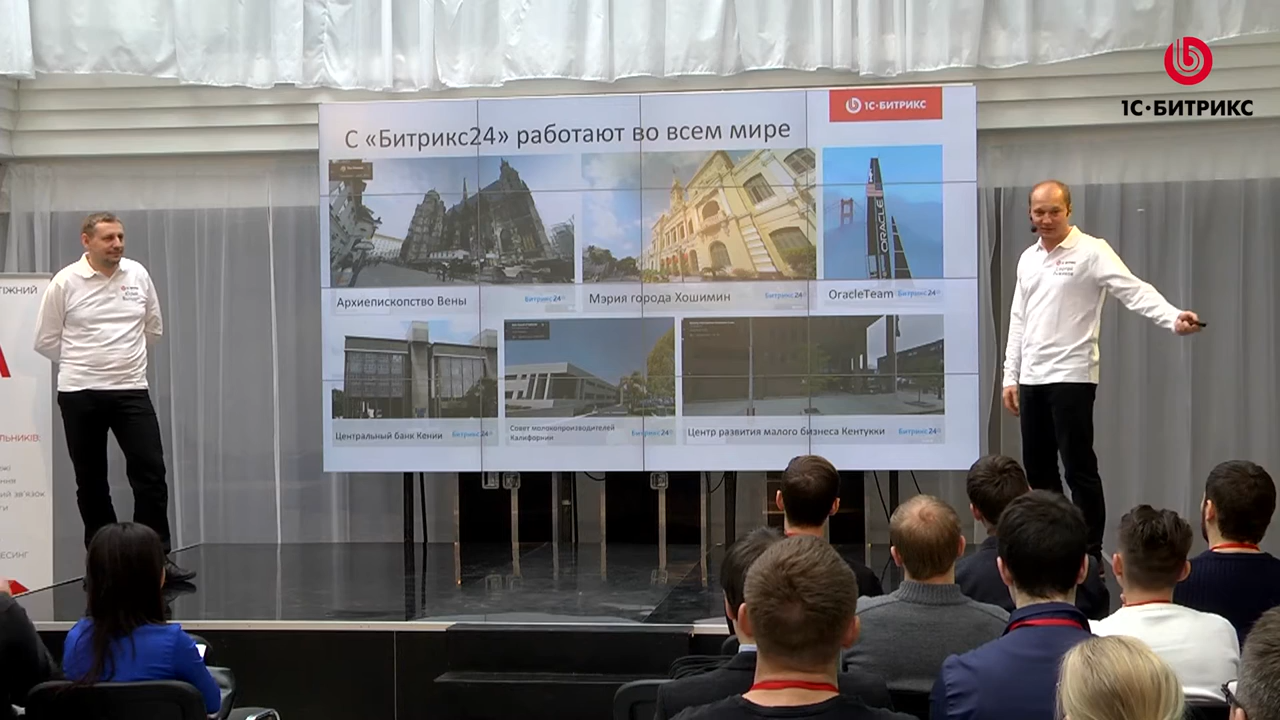 1С·БИТРИКС
1С·БИТРИКС
С «Битрикс24» работают во всем мире
ORACLE
Архиепископство Вены
Битрикс24
Мэрия города Хошимин
Битрикс24
OracleTeam
Битрикс24
Центральный банк Кении
Битрикс24
Совет молокопроизводителей
Калифорнии
Битрикс24
Центр развития малого бизнеса Кентукки
Битрикс24